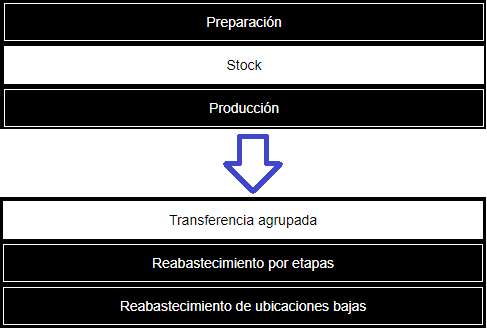 Preparación
Stock
Producción
Transferencia agrupada
Reabastecimiento por etapas
Reabastecimiento de ubicaciones bajas